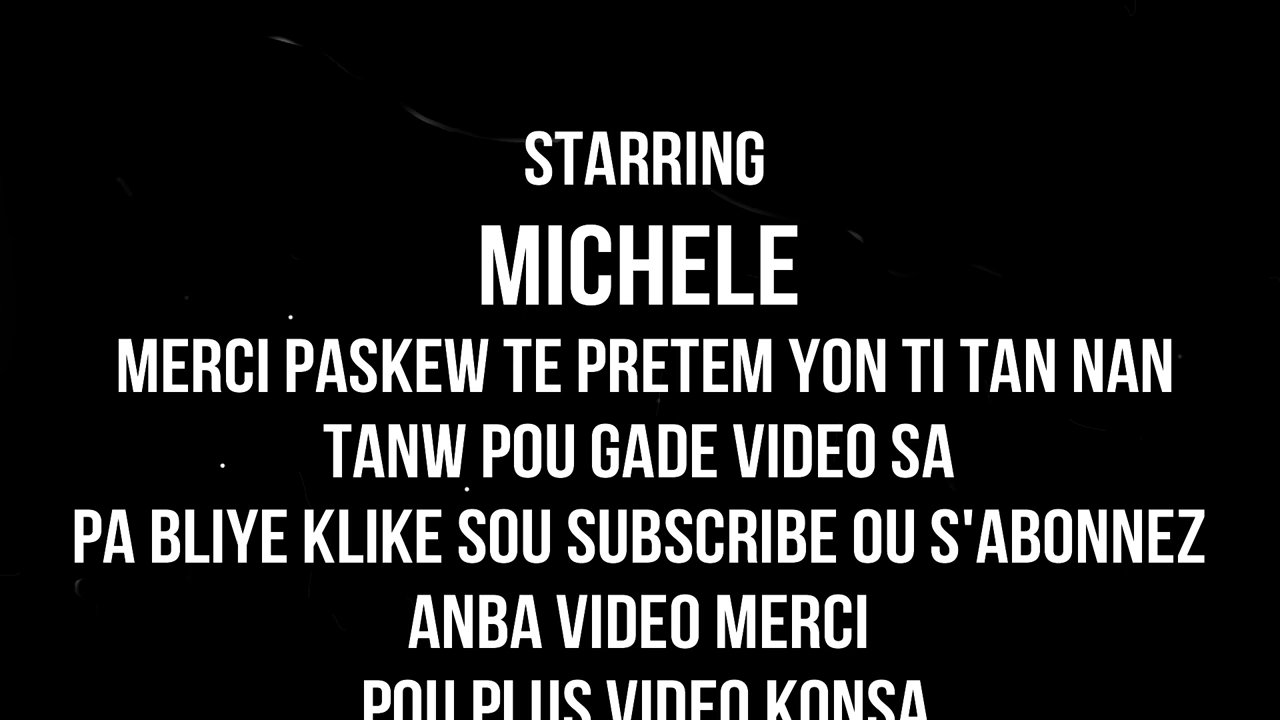 STARRING
MICHELE
MERCI PASKEW TE PRETEM YON TI TAN NAN
TANW POU GADE VIDEO SA
PA BLIYE KLIKE SOU SUBSCRIBE OU S'ABONNEZ
ANBA VIDEO MERCI
POU PLUS VIDEO KONSA